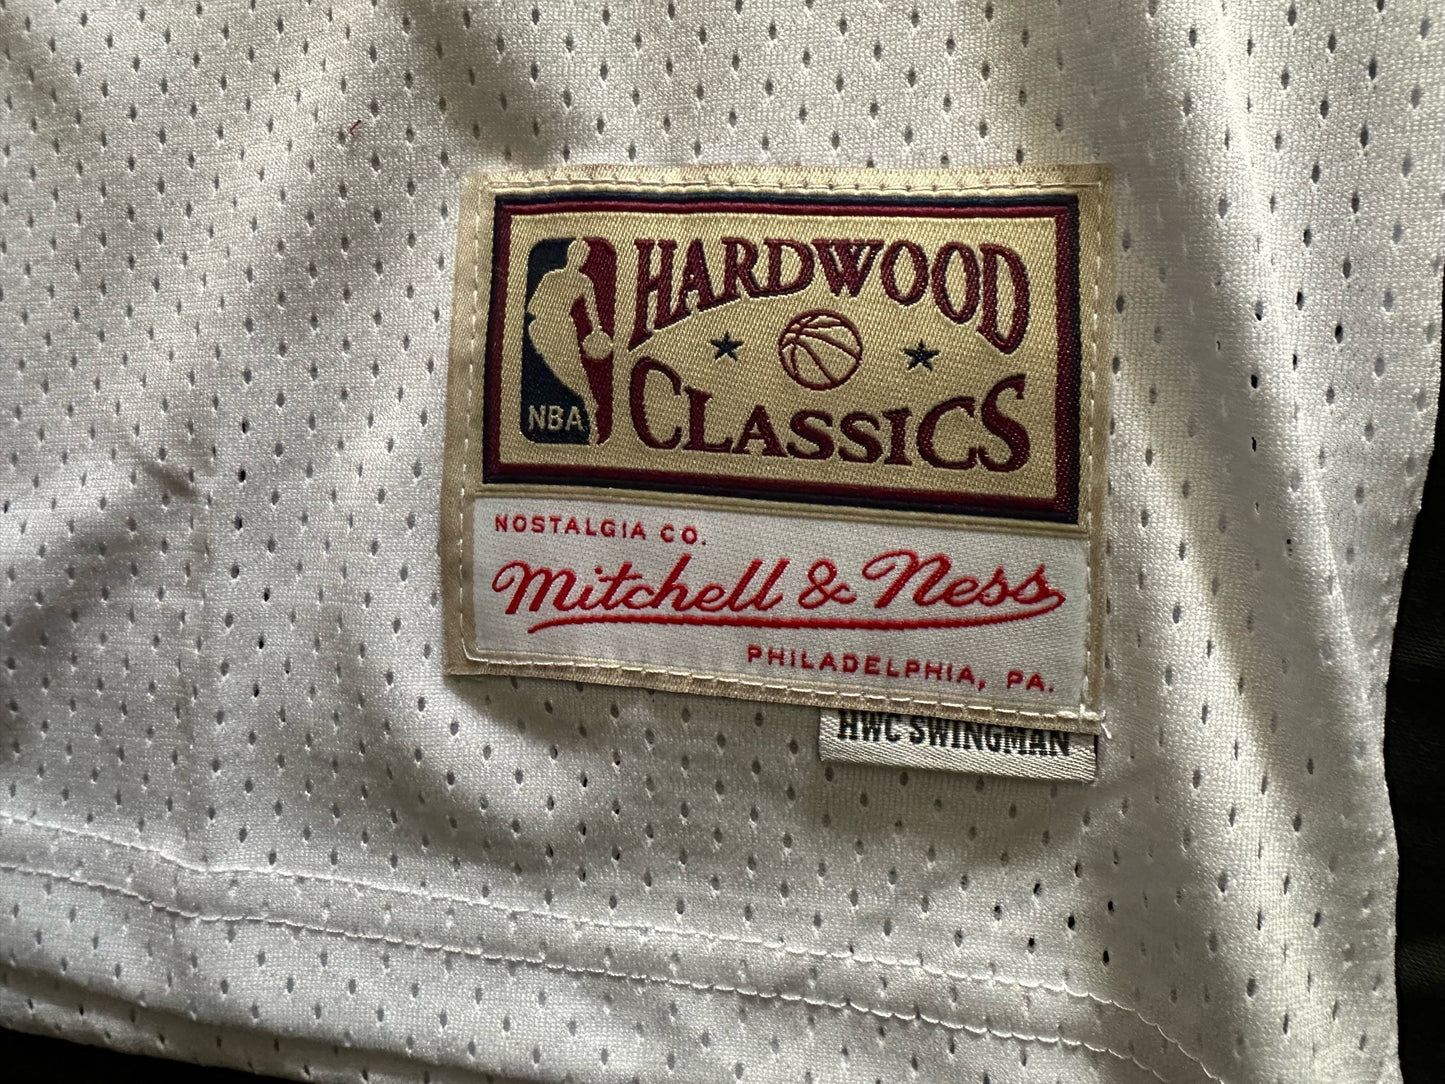 HARDWOOD
CLASSICS
NBA
NOSTALGIA CO.
Mitchell & Ness
PHILADELPHIA, PA.
HWC SWINGMAN